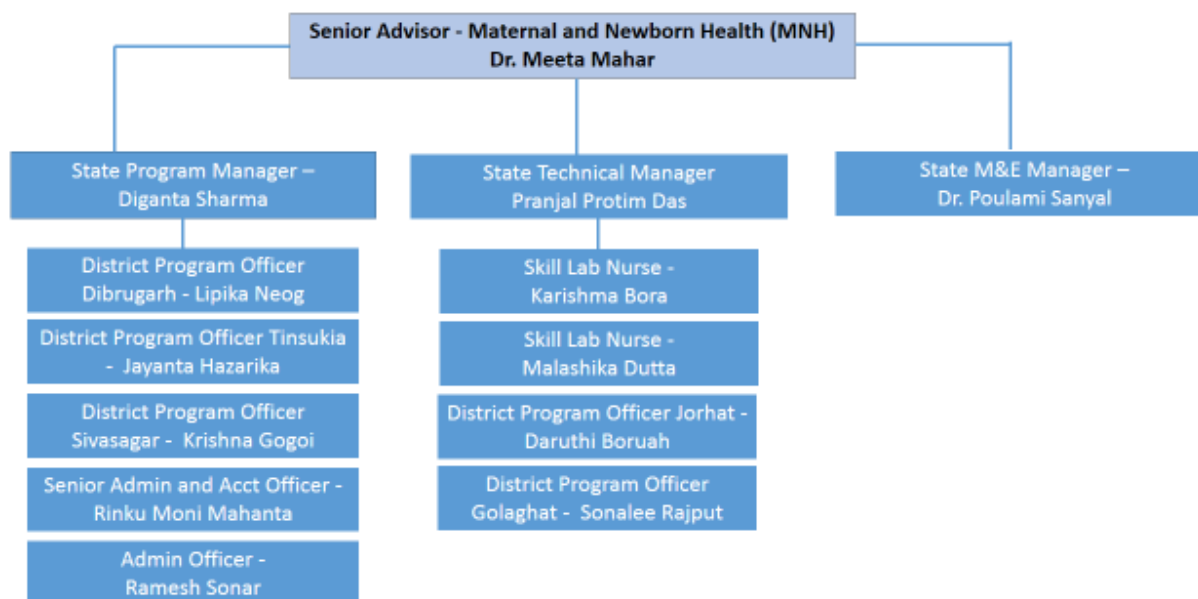 Senior Advisor - Maternal and Newborn Health (MNH)
Dr. Meeta Mahar
State Program Manager –
Diganta Sharma
District Program Officer
Dibrugarh - Lipika Neog
District Program Officer Tinsukia
- Jayanta Hazarika
District Program Officer
Sivasagar - Krishna Gogoi
Senior Admin and Acct Officer -
Rinku Moni Mahanta
Admin Officer -
Ramesh Sonar
State Technical Manager
Pranjal Protim Das
Skill Lab Nurse -
Karishma Bora
Skill Lab Nurse -
Malashika Dutta
District Program Officer Jorhat -
Daruthi Boruah
District Program Officer
Golaghat - Sonalee Rajput
State M&E Manager –
Dr. Poulami Sanyal